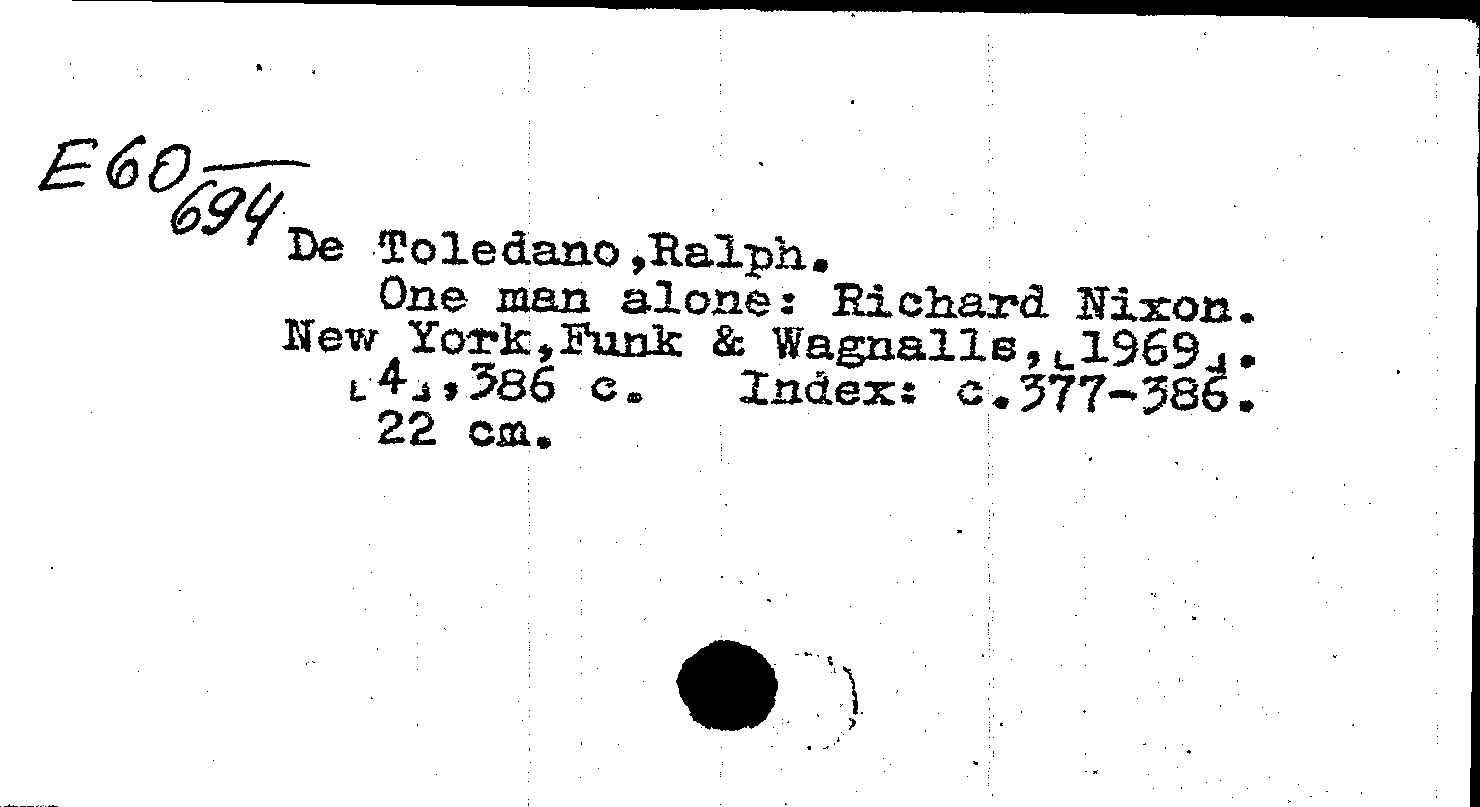 E60
694
De Toledano,Ralph.
One man alone: Richard Nixon.
New York,Funk & Wagnalls,[1969].
[4],386 c. Index: c.377-386.
22 cm.